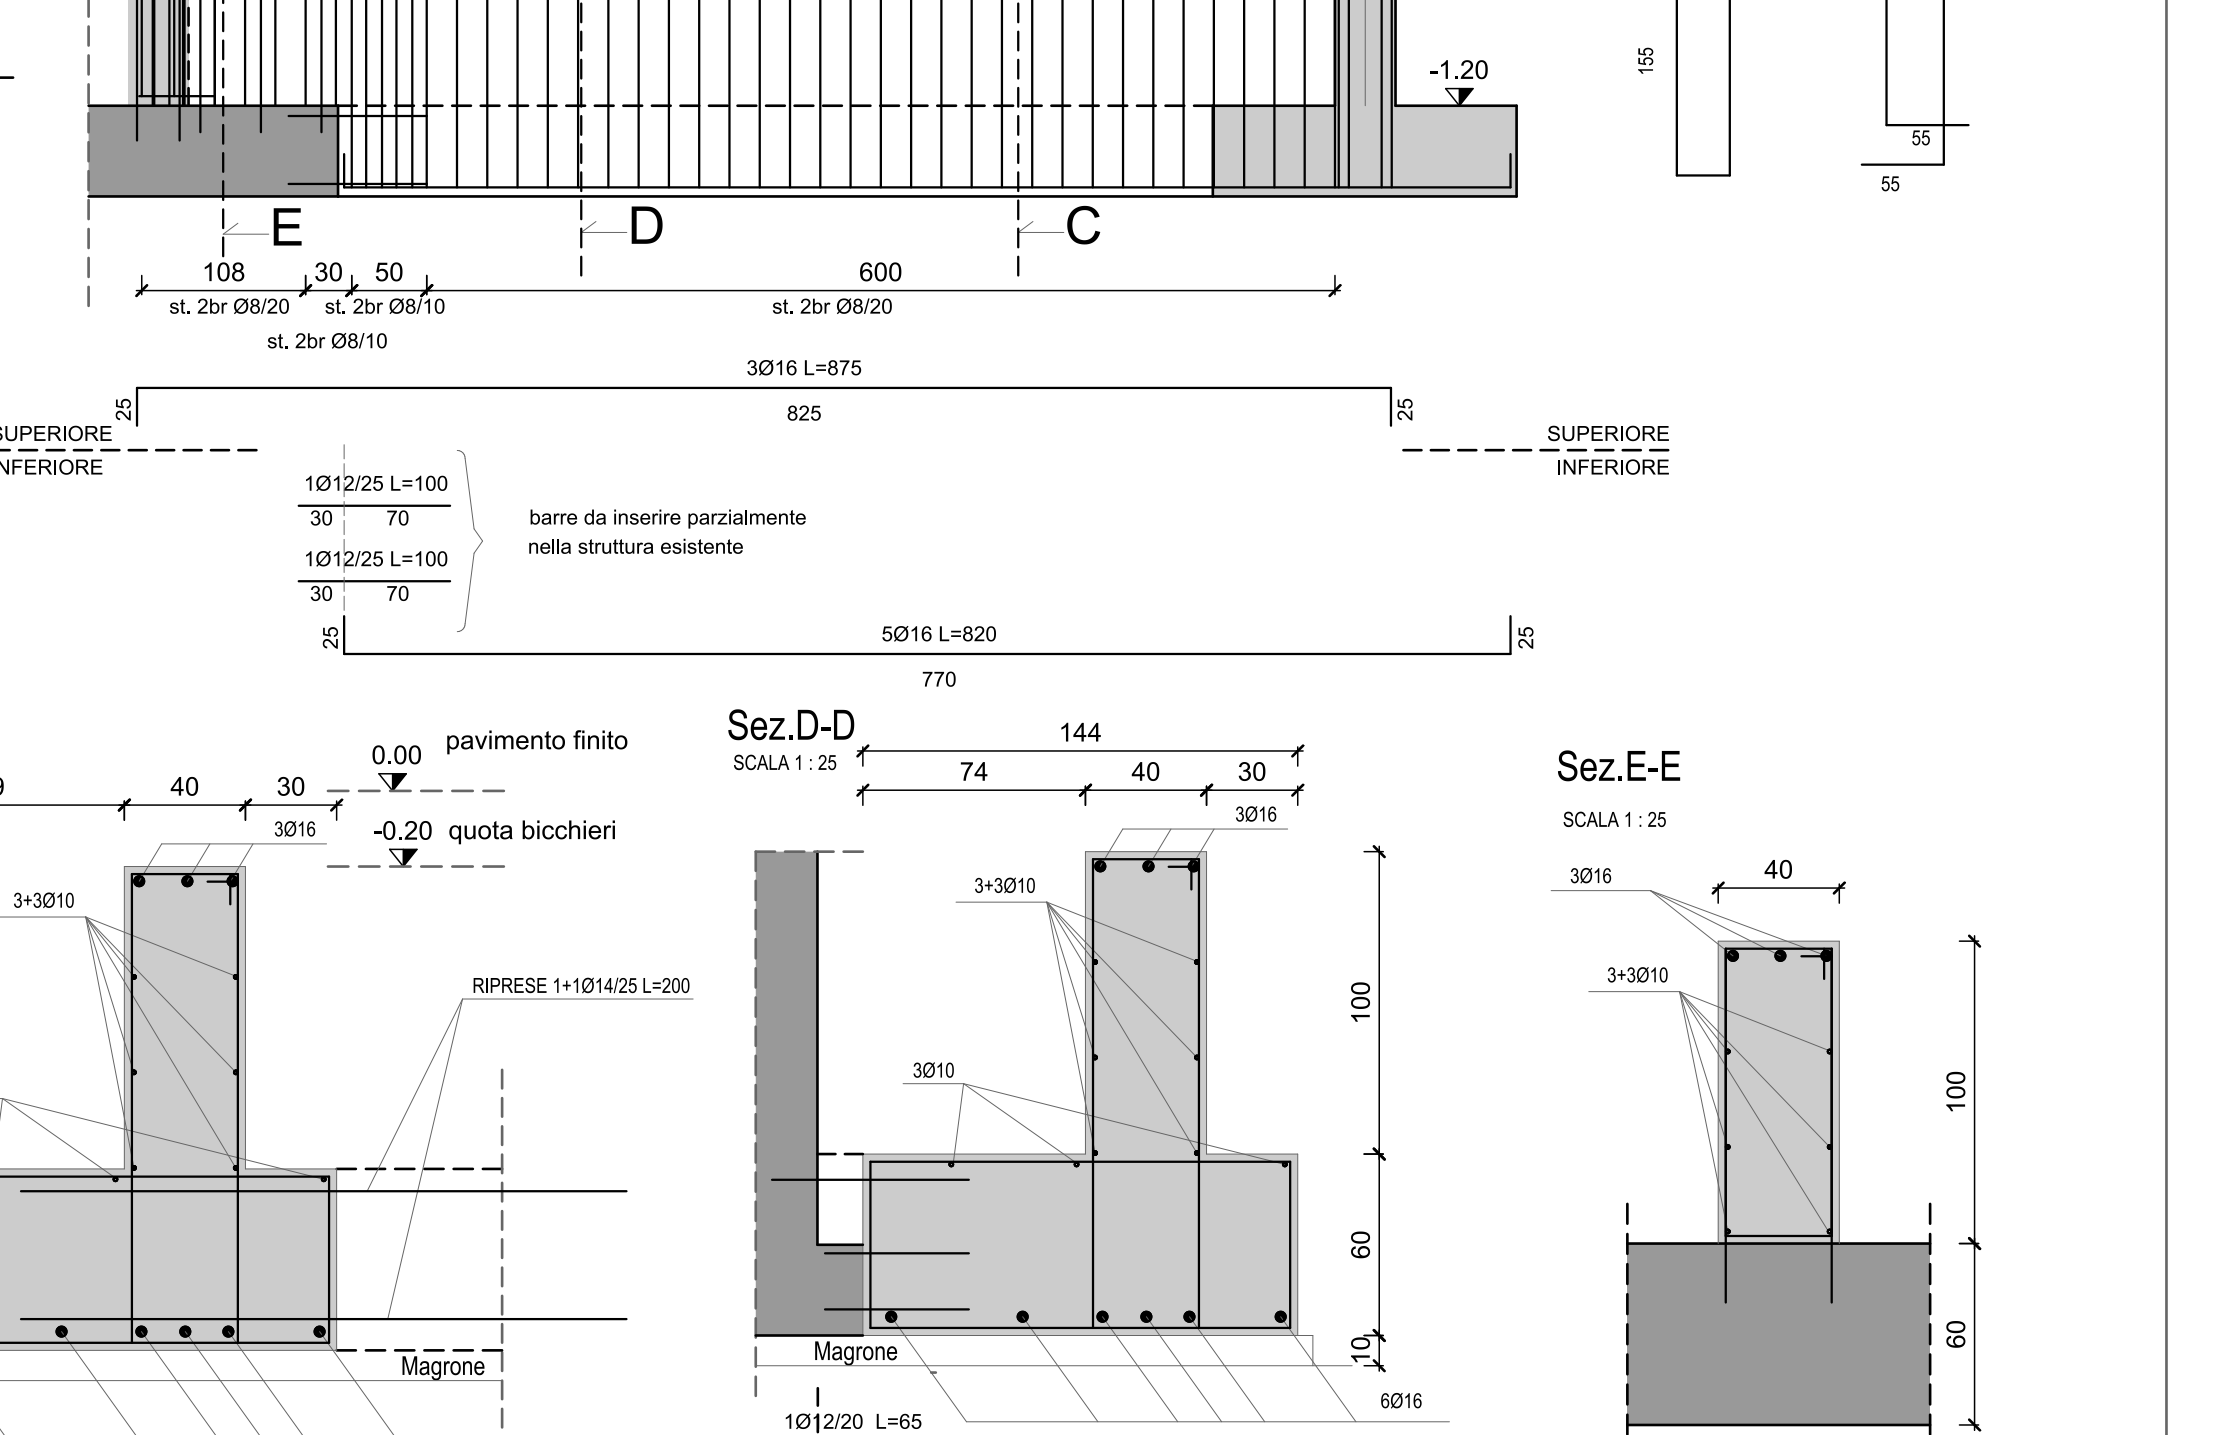 155
-1.20
55
55
E
D
C
108
30
50
600
st. 2br Ø8/20
st. 2br Ø8/10
st. 2br Ø8/20
st. 2br Ø8/10
3Ø16 L=875
25
825
25
SUPERIORE
INFERIORE
SUPERIORE
INFERIORE
1Ø12/25 L=100
30
70
1Ø12/25 L=100
30
70
barre da inserire parzialmente
nella struttura esistente
25
5Ø16 L=820
25
770
9
40
30
3Ø16
0.00
pavimento finito
-0.20
quota bicchieri
3+3Ø10
RIPRESE 1+1Ø14/25 L=200
Magrone
Sez.D-D
SCALA 1 : 25
144
74
40
30
3Ø16
3+3Ø10
3Ø10
100
60
10
Magrone
1Ø12/20 L=65
6Ø16
Sez.E-E
SCALA 1 : 25
3Ø16
40
3+3Ø10
100
60